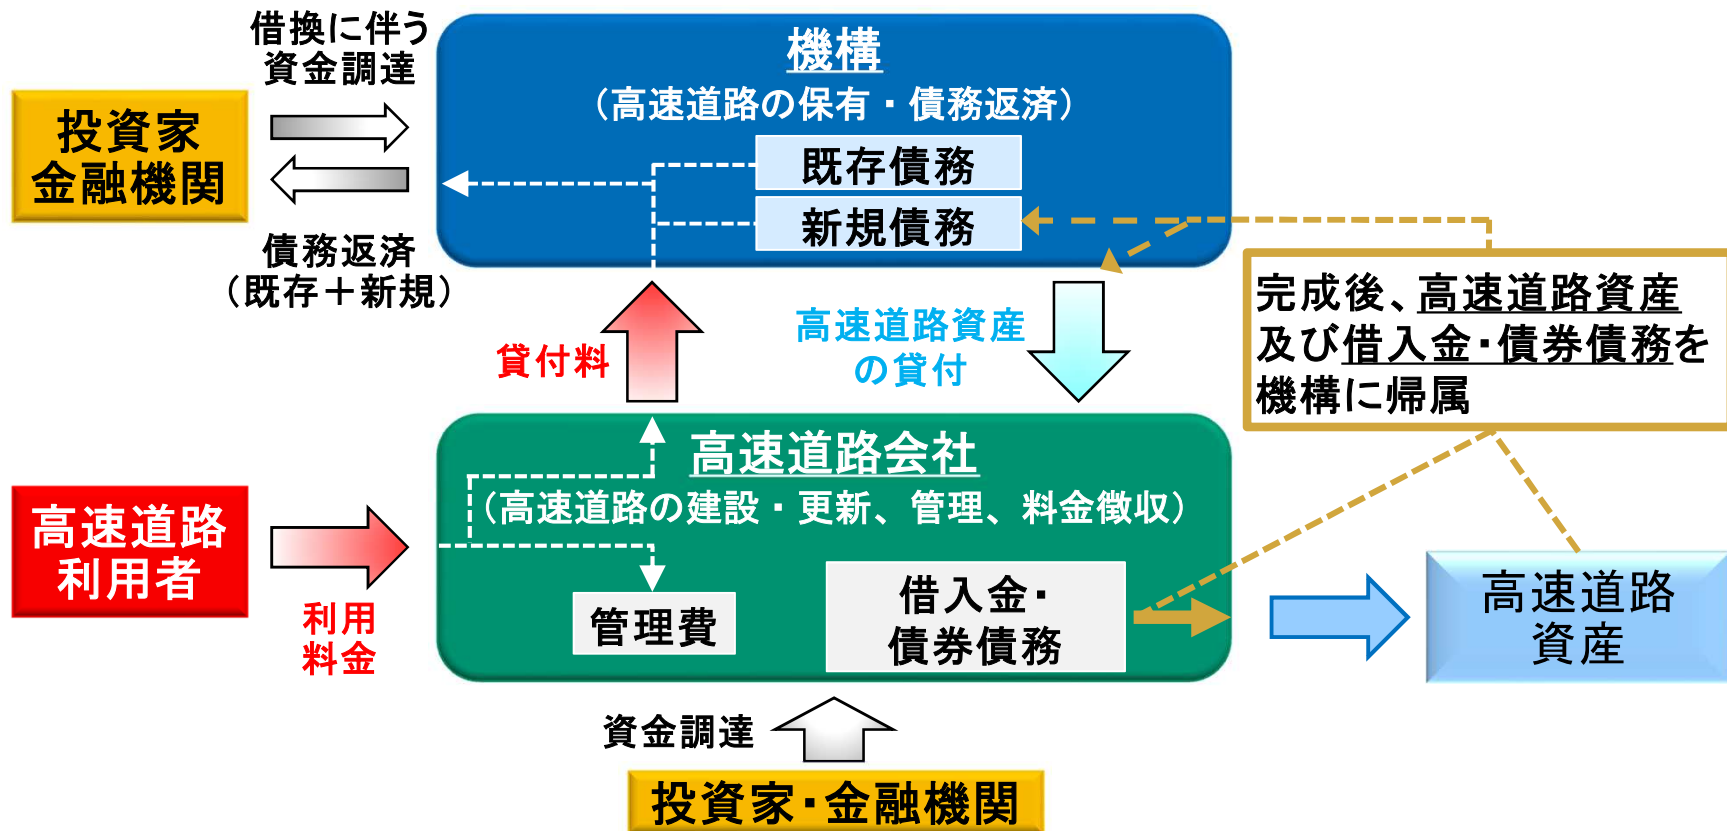 借換に伴う
資金調達
投資家
金融機関
債務返済
（既存＋新規）
機構
（高速道路の保有・債務返済）
既存債務
新規債務
貸付料
高速道路資産
の貸付
完成後、高速道路資産
及び借入金・債券債務を
機構に帰属
高速道路
利用者
利用
料金
高速道路会社
（高速道路の建設・更新、管理、料金徴収）
管理費
借入金・
債券債務
高速道路
資産
資金調達
投資家・金融機関